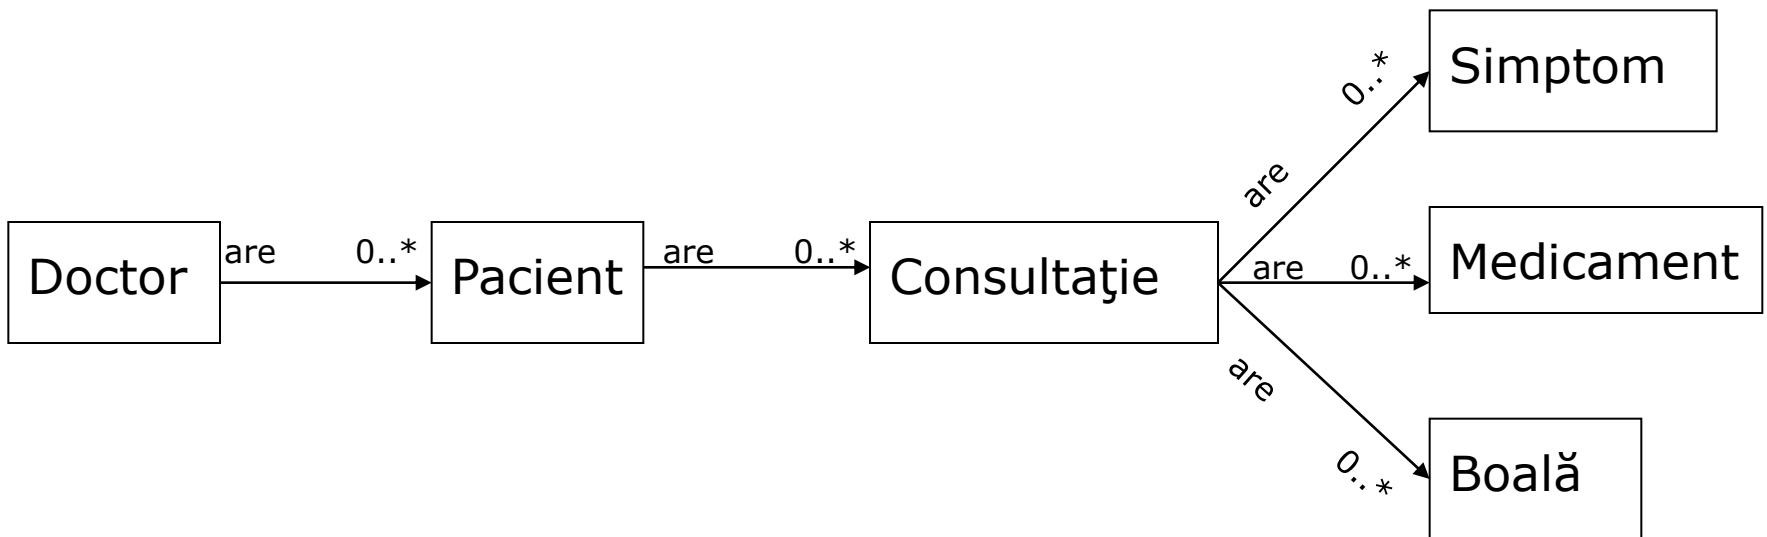 Doctor
are 0..*
Pacient
are 0..*
Consultaţie
are 0..*
Simptom
are 0..*
Medicament
are 0..*
Boală